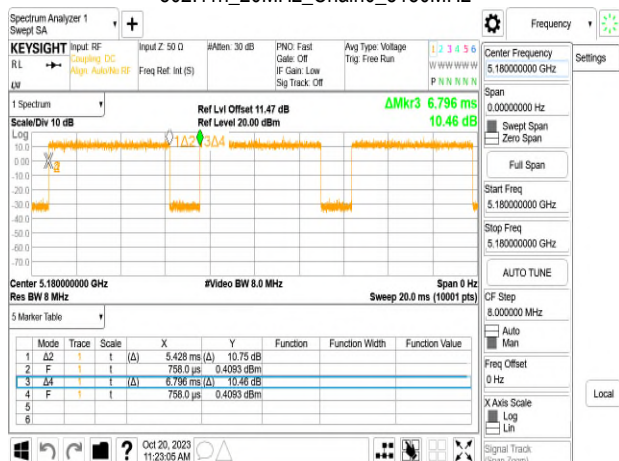 Spectrum Analyzer 1
Swept SA
+
Frequency
KEYSIGHT
RL
Input: RF
Coupling: DC
Align: Auto/No RF
Input Z: 50 Ω
Freq Ref: Int (S)
#Atten: 30 dB
PNO: Fast
Gate: Off
IF Gain: Low
Sig Track: Off
Avg Type: Voltage
Trig: Free Run
1 2 3 4 5 6
W W W W W W
P N N N N N
Center Frequency
5.180000000 GHz
Settings
Span
0.00000000 Hz
Swept Span
Zero Span
Full Span
Start Freq
5.180000000 GHz
Stop Freq
5.180000000 GHz
AUTO TUNE
CF Step
8.000000 MHz
Auto
Man
Freq Offset
0 Hz
X Axis Scale
Log
Lin
Signal Track
(Span Zoom)
Local
1 Spectrum
Scale/Div 10 dB
Log
Ref Lvl Offset 11.47 dB
Ref Level 20.00 dBm
ΔMkr3 6.796 ms
10.46 dB
10.0
0.00
-10.0
-20.0
-30.0
-40.0
-50.0
-60.0
-70.0
1Δ2
3Δ4
Center 5.180000000 GHz
Res BW 8 MHz
#Video BW 8.0 MHz
Span 0 Hz
Sweep 20.0 ms (10001 pts)
5 Marker Table
Mode Trace Scale X Y Function Function Width Function Value
1 Δ2 1 t (Δ) 5.428 ms (Δ) 10.75 dB
2 F 1 t 758.0 µs 0.4093 dBm
3 Δ4 1 t (Δ) 6.796 ms (Δ) 10.46 dB
4 F 1 t 758.0 µs 0.4093 dBm
5
6
?
Oct 20, 2023
11:23:05 AM